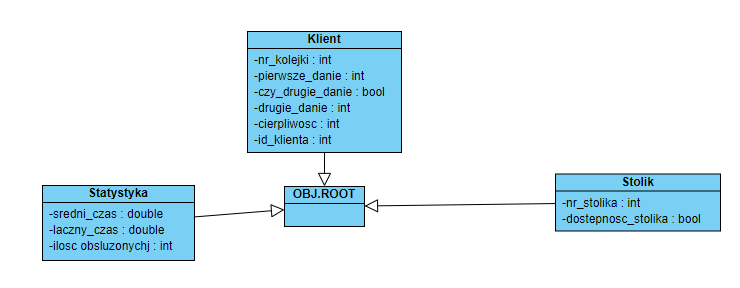 Klient
-nr_kolejki : int
-pierwsze_danie : int
-czy_drugie_danie : bool
-drugie_danie : int
-cierpliwosc : int
-id_klienta : int
Statystyka
-sredni_czas : double
-laczny_czas : double
-ilosc obsluzonychj : int
OBJ.ROOT
Stolik
-nr_stolika : int
-dostepnosc_stolika : bool